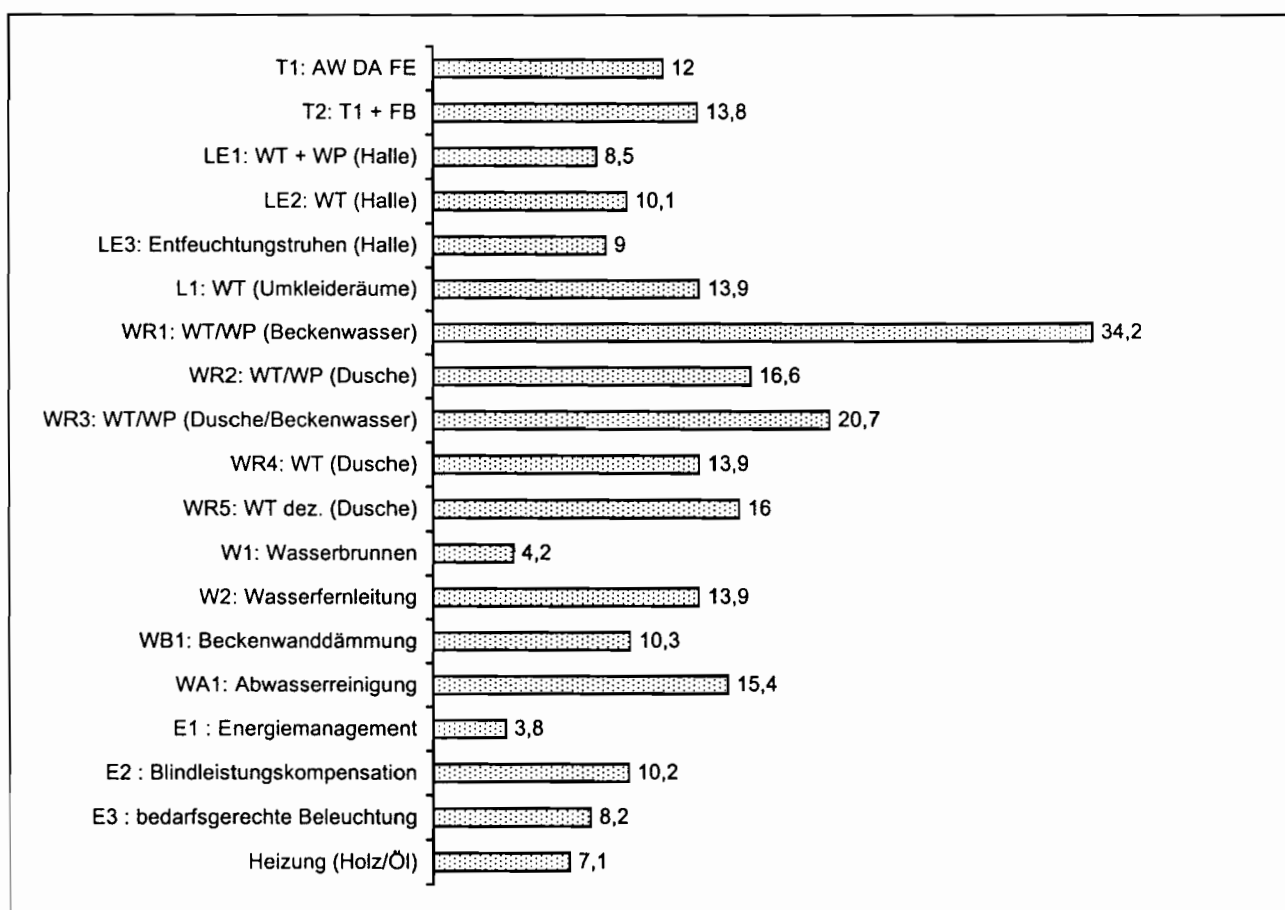 T1: AW DA FE 12
T2: T1 + FB 13,8
LE1: WT + WP (Halle) 8,5
LE2: WT (Halle) 10,1
LE3: Entfeuchtungstruhen (Halle) 9
L1: WT (Umkleideräume) 13,9
WR1: WT/WP (Beckenwasser) 34,2
WR2: WT/WP (Dusche) 16,6
WR3: WT/WP (Dusche/Beckenwasser) 20,7
WR4: WT (Dusche) 13,9
WR5: WT dez. (Dusche) 16
W1: Wasserbrunnen 4,2
W2: Wasserfernleitung 13,9
WB1: Beckenwanddämmung 10,3
WA1: Abwasserreinigung 15,4
E1 : Energiemanagement 3,8
E2 : Blindleistungskompensation 10,2
E3 : bedarfsgerechte Beleuchtung 8,2
Heizung (Holz/Öl) 7,1